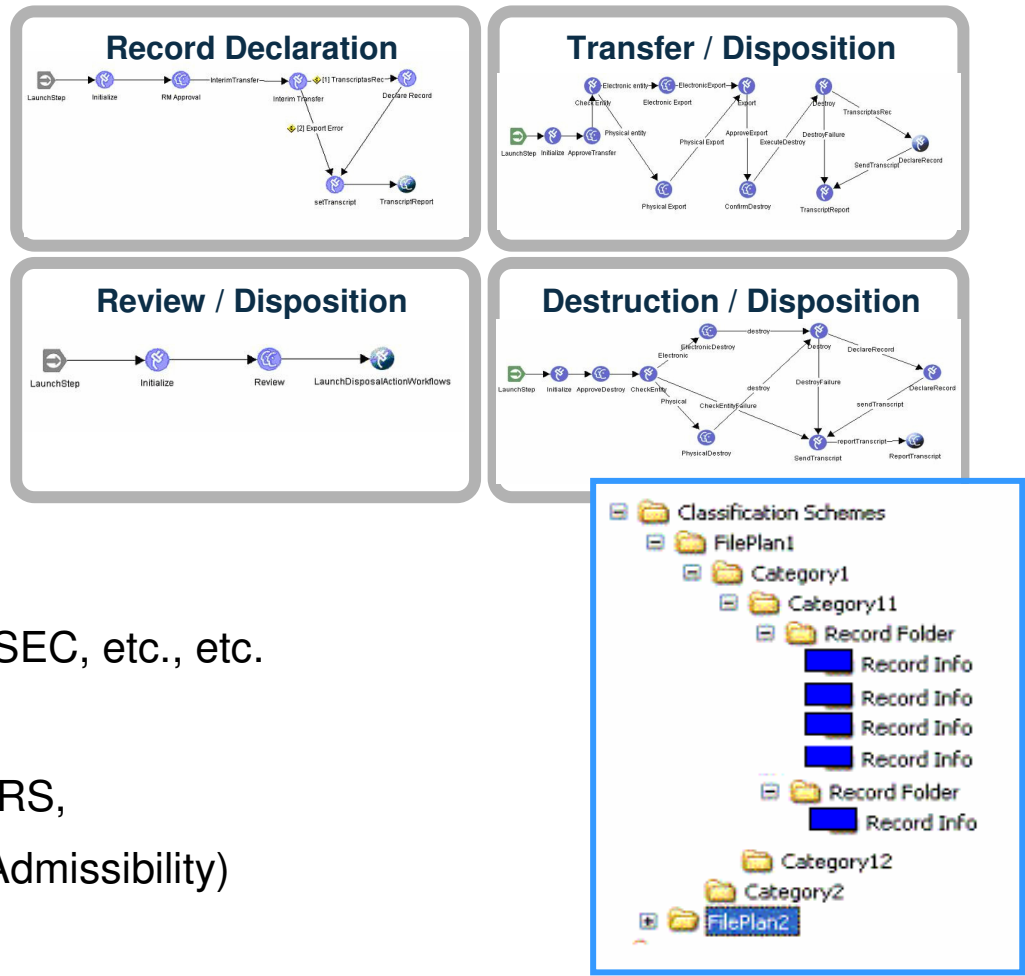 Record Declaration
InterimTransfer
[1] TranscriptasRec
LaunchStep
Initialize
RM Approval
Interim Transfer
Declare Record
[2] Export Error
setTranscript
TranscriptReport
Transfer / Disposition
Electronic entity
ElectronicExport
CheckEntity
Electronic Export
Export
Destroy
TranscriptasRec
Physical entity
Physical Export
ApproveExport
ExecuteDestroy
DestroyFailure
LaunchStep
Initialize
ApproveTransfer
SendTranscript
DeclareRecord
Physical Export
ConfirmDestroy
TranscriptReport
Review / Disposition
LaunchStep
Initialize
Review
LaunchDisposalActionWorkflows
Destruction / Disposition
destroy
ElectronicDestroy
Destroy
DeclareRecord
Electronic
LaunchStep
Initialize
ApproveDestroy
CheckEntity
destroy
DestroyFailure
DeclareRecord
Physical
CheckEntityFailure
sendTranscript
PhysicalDestroy
SendTranscript
reportTranscript
ReportTranscript
SEC, etc., etc.
RS,
Admissibility)
Classification Schemes
FilePlan1
Category1
Category11
Record Folder
Record Info
Record Info
Record Info
Record Info
Record Folder
Record Info
Category12
Category2
FilePlan2